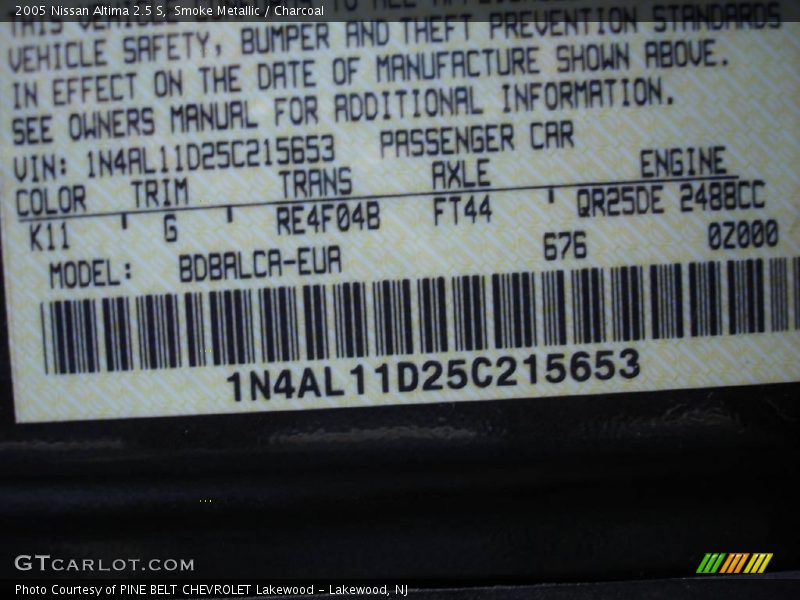 2005 Nissan Altima 2.5 S, Smoke Metallic / Charcoal
VEHICLE SAFETY, BUMPER AND THEFT PREVENTION STANDARDS
IN EFFECT ON THE DATE OF MANUFACTURE SHOWN ABOVE.
SEE OWNERS MANUAL FOR ADDITIONAL INFORMATION.
VIN: 1N4AL11D25C215653 PASSENGER CAR
COLOR TRIM TRANS AXLE ENGINE
K11 G RE4F04B FT44 QR25DE 2488CC
MODEL: BDBALCA-EUA 676 0Z000
1N4AL11D25C215653
GTCARLOT.COM
Photo Courtesy of PINE BELT CHEVROLET Lakewood - Lakewood, NJ